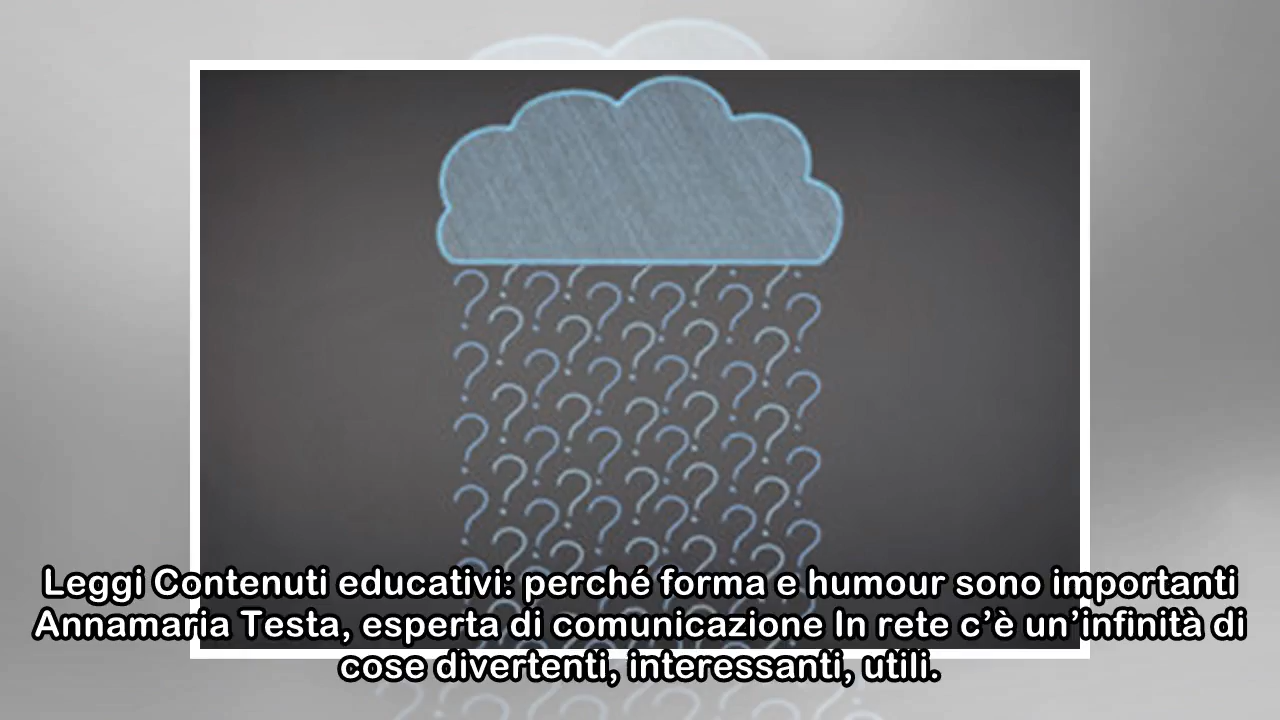 Leggi Contenuti educativi: perché forma e humour sono importanti
Annamaria Testa, esperta di comunicazione In rete c’è un’infinità di
cose divertenti, interessanti, utili.